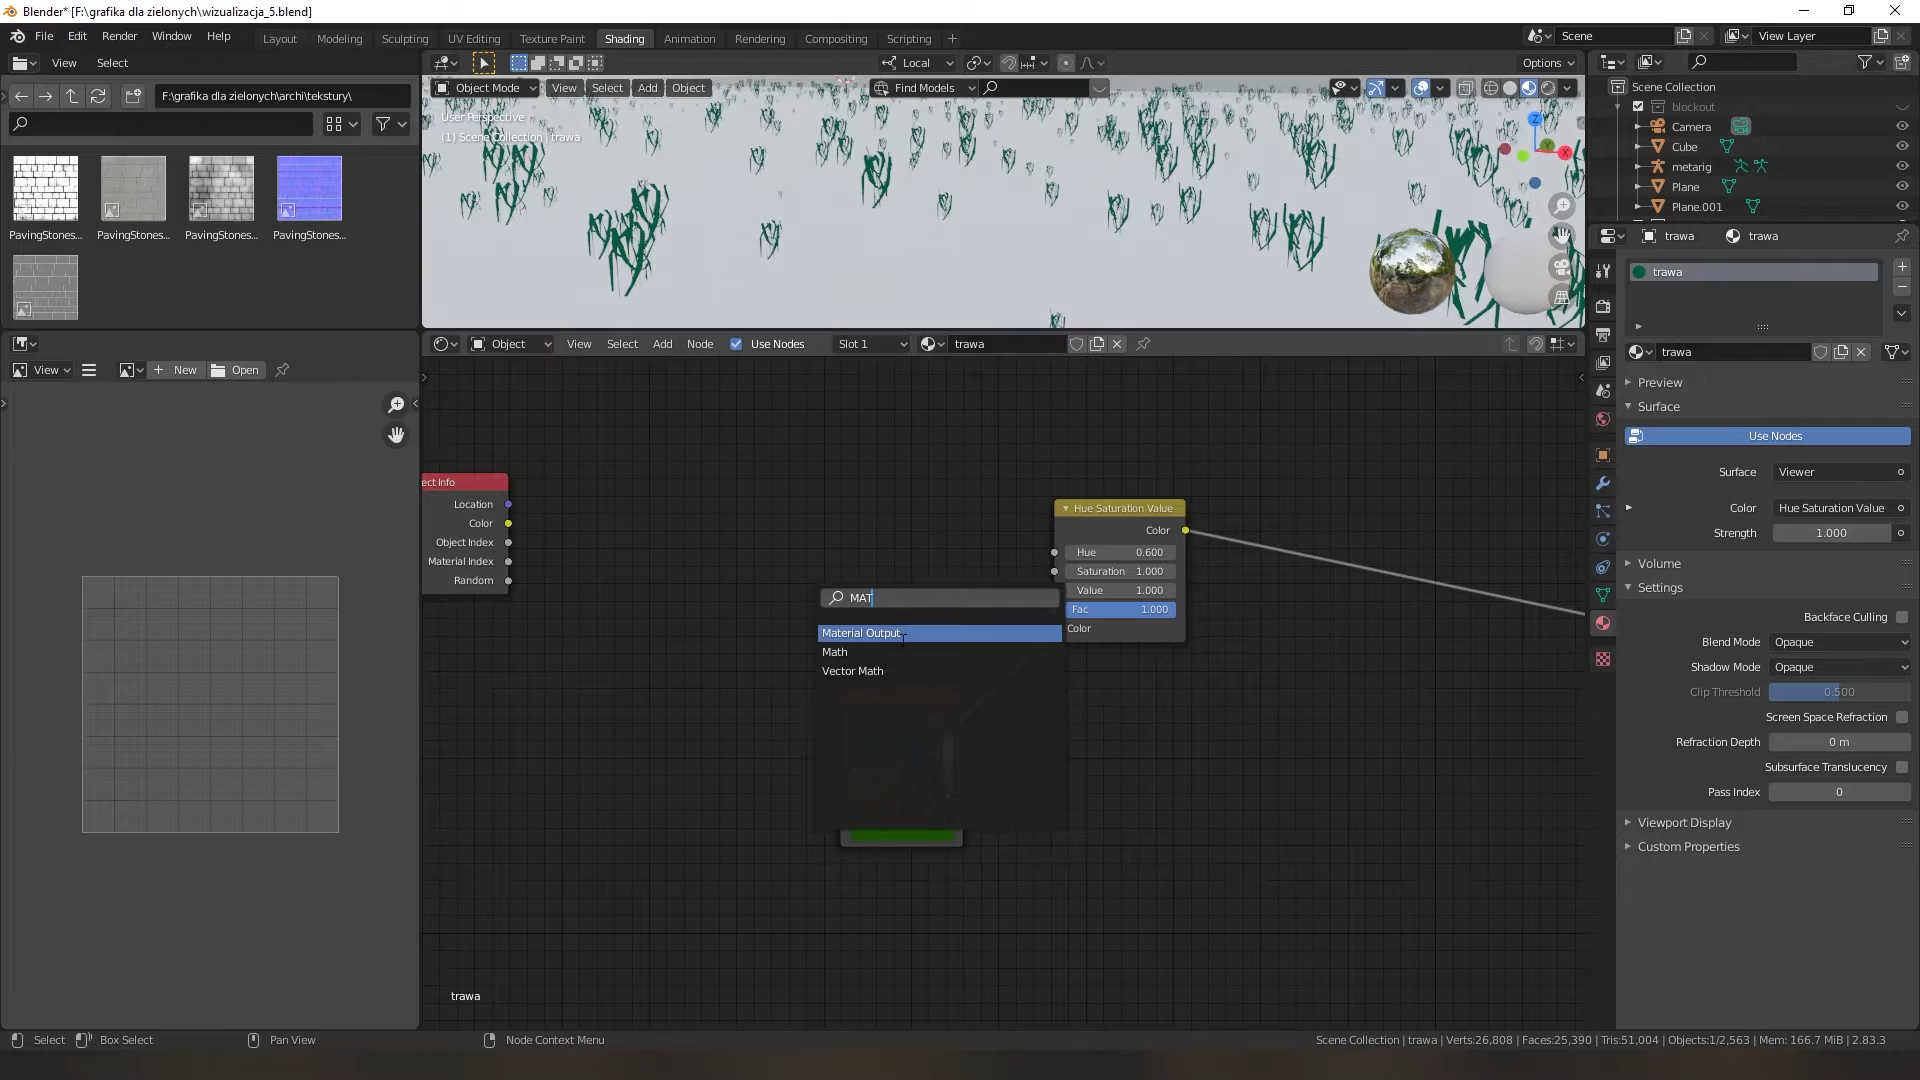 Blender* [F:\grafika dla zielonych\wizualizacja_5.blend]
File Edit Render Window Help
Layout Modeling Sculpting UV Editing Texture Paint Shading Animation Rendering Compositing Scripting
Scene
View Layer
View Select
Local
Options
F:\grafika dla zielonych\archi\tekstury\
Object Mode View Select Add Object
Find Models
User Perspective
(1) Scene Collection | trawa
Scene Collection
blockout
Camera
Cube
metarig
Plane
Plane.001
PavingStones... PavingStones... PavingStones... PavingStones...
trawa trawa
trawa
Object View Select Add Node Use Nodes Slot 1 trawa
View New Open
trawa
Preview
Surface
Use Nodes
Surface Viewer
Color Hue Saturation Value
Strength 1.000
Volume
Settings
Backface Culling
Blend Mode Opaque
Shadow Mode Opaque
Clip Threshold 0.500
Screen Space Refraction
Refraction Depth 0 m
Subsurface Translucency
Pass Index 0
Viewport Display
Custom Properties
ect Info
Location
Color
Object Index
Material Index
Random
Hue Saturation Value
Color
Hue 0.600
Saturation 1.000
Value 1.000
Fac 1.000
Color
MAT
Material Output
Math
Vector Math
trawa
Select Box Select Pan View Node Context Menu
Scene Collection | trawa | Verts:26,808 | Faces:25,390 | Tris:51,004 | Objects:1/2,563 | Mem: 166.7 MiB | 2.83.3